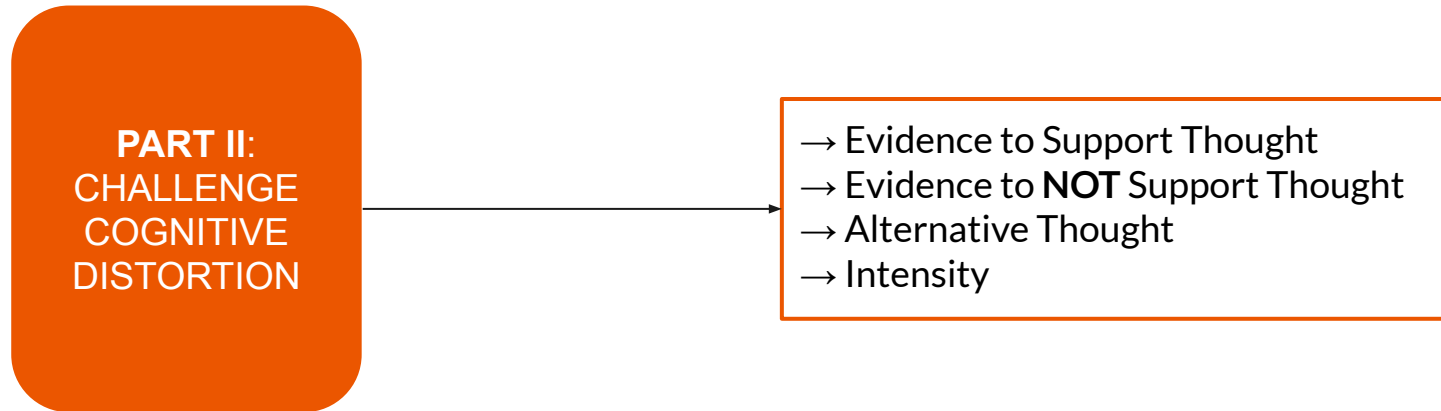 PART II:
CHALLENGE
COGNITIVE
DISTORTION
→ Evidence to Support Thought
→ Evidence to NOT Support Thought
→ Alternative Thought
→ Intensity